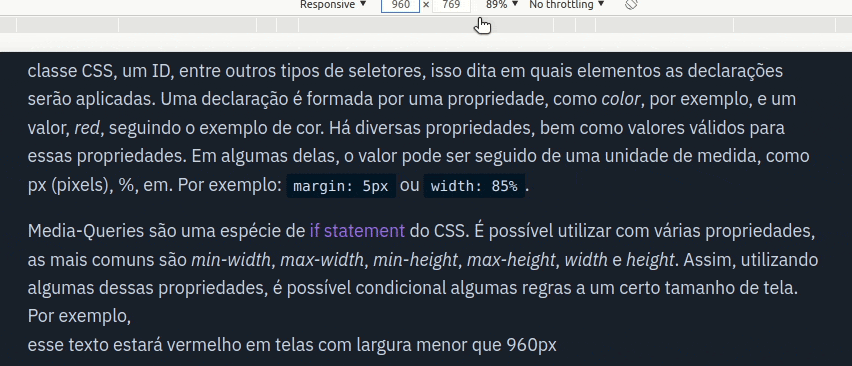 Responsive ▼ 960 × 769 89% ▼ No throttling ▼
classe CSS, um ID, entre outros tipos de seletores, isso dita em quais elementos as declarações
serão aplicadas. Uma declaração é formada por uma propriedade, como color, por exemplo, e um
valor, red, seguindo o exemplo de cor. Há diversas propriedades, bem como valores válidos para
essas propriedades. Em algumas delas, o valor pode ser seguido de uma unidade de medida, como
px (pixels), %, em. Por exemplo: margin: 5px ou width: 85% .
Media-Queries são uma espécie de if statement do CSS. É possível utilizar com várias propriedades,
as mais comuns são min-width, max-width, min-height, max-height, width e height. Assim, utilizando
algumas dessas propriedades, é possível condicional algumas regras a um certo tamanho de tela.
Por exemplo,
esse texto estará vermelho em telas com largura menor que 960px